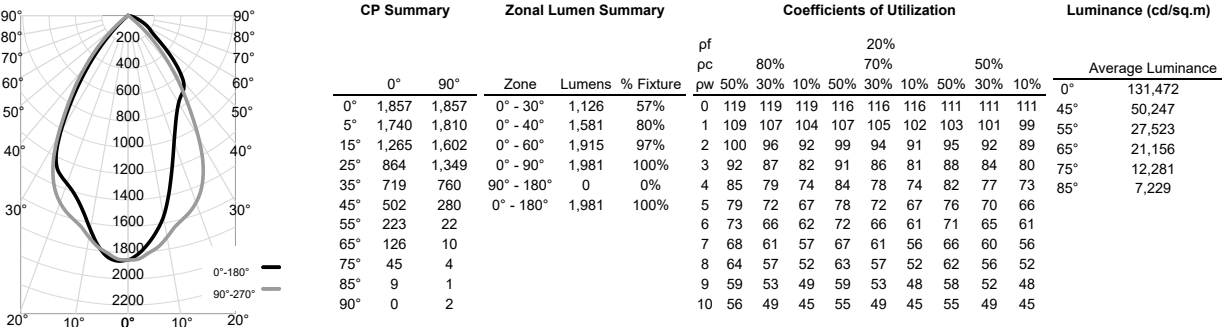 90° 90°
80° 80°
70° 70°
60° 60°
50° 50°
40° 40°
30° 30°
20° 10° 0° 10° 20°
200
400
600
800
1000
1200
1400
1600
1800
2000
2200
0°-180°
90°-270°
CP Summary
0° 90°
0° 1,857 1,857
5° 1,740 1,810
15° 1,265 1,602
25° 864 1,349
35° 719 760
45° 502 280
55° 223 22
65° 126 10
75° 45 4
85° 9 1
90° 0 2
Zonal Lumen Summary
Zone Lumens % Fixture
0° - 30° 1,126 57%
0° - 40° 1,581 80%
0° - 60° 1,915 97%
0° - 90° 1,981 100%
90° - 180° 0 0%
0° - 180° 1,981 100%
Coefficients of Utilization
ρf 20%
ρc 80% 70% 50%
ρw 50% 30% 10% 50% 30% 10% 50% 30% 10%
0 119 119 119 116 116 116 111 111 111
1 109 107 104 107 105 102 103 101 99
2 100 96 92 99 94 91 95 92 89
3 92 87 82 91 86 81 88 84 80
4 85 79 74 84 78 74 82 77 73
5 79 72 67 78 72 67 76 70 66
6 73 66 62 72 66 61 71 65 61
7 68 61 57 67 61 56 66 60 56
8 64 57 52 63 57 52 62 56 52
9 59 53 49 59 53 48 58 52 48
10 56 49 45 55 49 45 55 49 45
Luminance (cd/sq.m)
Average Luminance
0° 131,472
45° 50,247
55° 27,523
65° 21,156
75° 12,281
85° 7,229